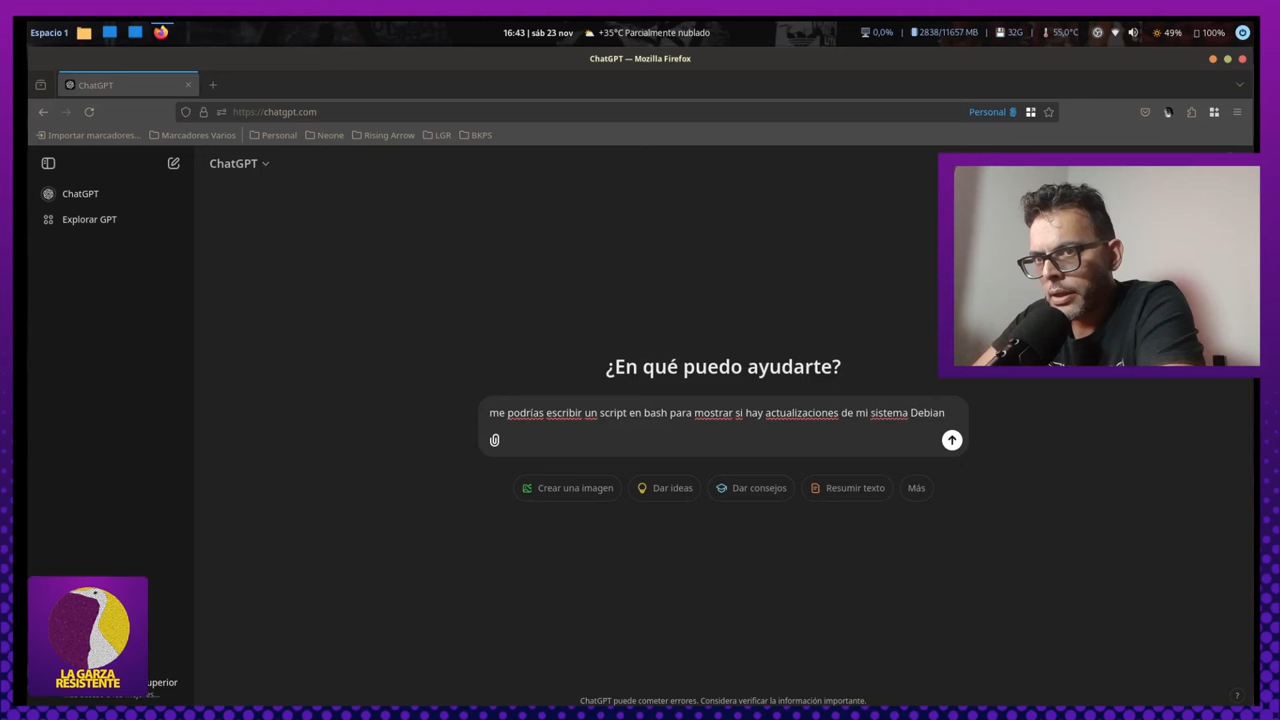 Espacio 1
16:43 | sáb 23 nov
+35°C Parcialmente nublado
0,0%
2838/11657 MB
32G
55,0°C
49%
100%
ChatGPT — Mozilla Firefox
ChatGPT
https://chatgpt.com
Personal
Importar marcadores...
Marcadores Varios
Personal
Neone
Rising Arrow
LGR
BKPS
ChatGPT
ChatGPT
Explorar GPT
¿En qué puedo ayudarte?
me podrías escribir un script en bash para mostrar si hay actualizaciones de mi sistema Debian
Crear una imagen
Dar ideas
Dar consejos
Resumir texto
Más
LA GARZA
RESISTENTE
uperior
ChatGPT puede cometer errores. Considera verificar la información importante.
?